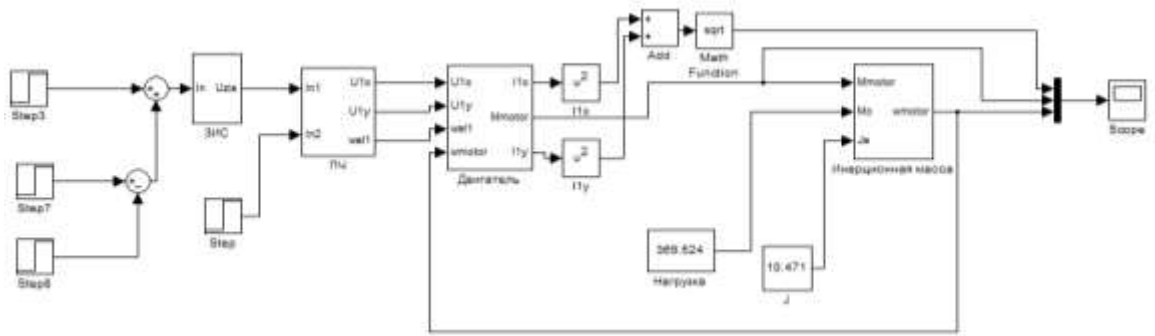 Step3
Step7
Step8
In
Uzis
ЗИС
Step
In1
In2
U1x
U1y
wel1
ПЧ
U1x
U1y
wel1
wmotor
I1x
Mmotor
I1y
Двигатель
u²
I1x
u²
I1y
Add
sqrt
Math
Function
369.624
Нагрузка
10.471
J
Mmotor
Mc
Je
wmotor
Инерционная масса
Scope